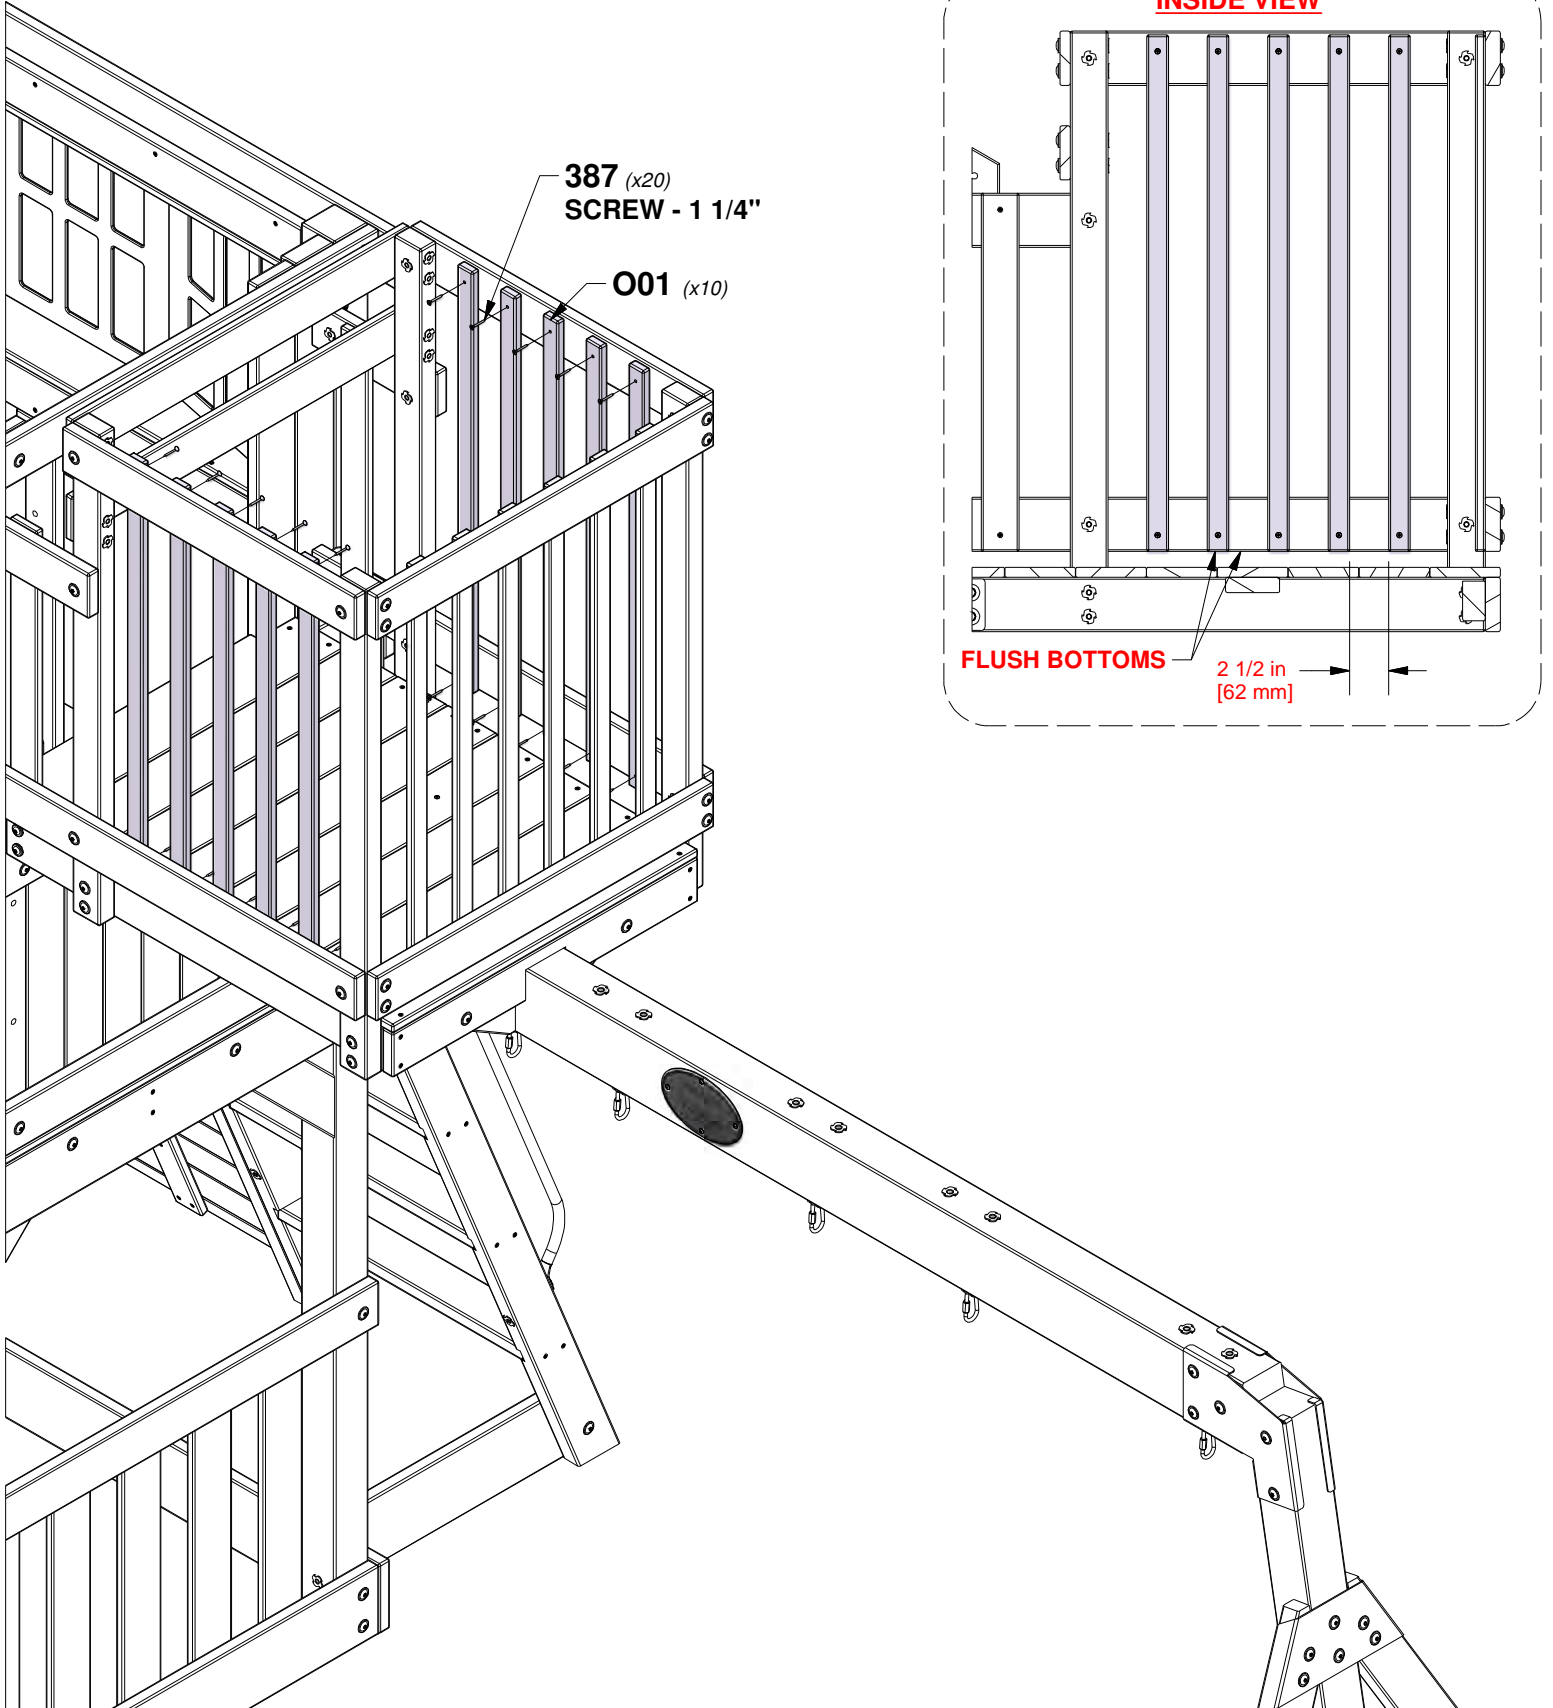 INSIDE VIEW
387 (x20)
SCREW - 1 1/4"
O01 (x10)
FLUSH BOTTOMS
2 1/2 in
[62 mm]